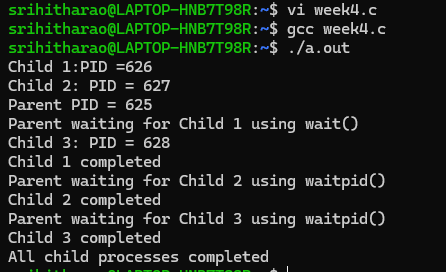 srihitharao@LAPTOP-HNB7T98R:~$ vi week4.c
srihitharao@LAPTOP-HNB7T98R:~$ gcc week4.c
srihitharao@LAPTOP-HNB7T98R:~$ ./a.out
Child 1:PID =626
Child 2: PID = 627
Parent PID = 625
Parent waiting for Child 1 using wait()
Child 3: PID = 628
Child 1 completed
Parent waiting for Child 2 using waitpid()
Child 2 completed
Parent waiting for Child 3 using waitpid()
Child 3 completed
All child processes completed
srihitharao@LAPTOP-HNB7T98R:~$